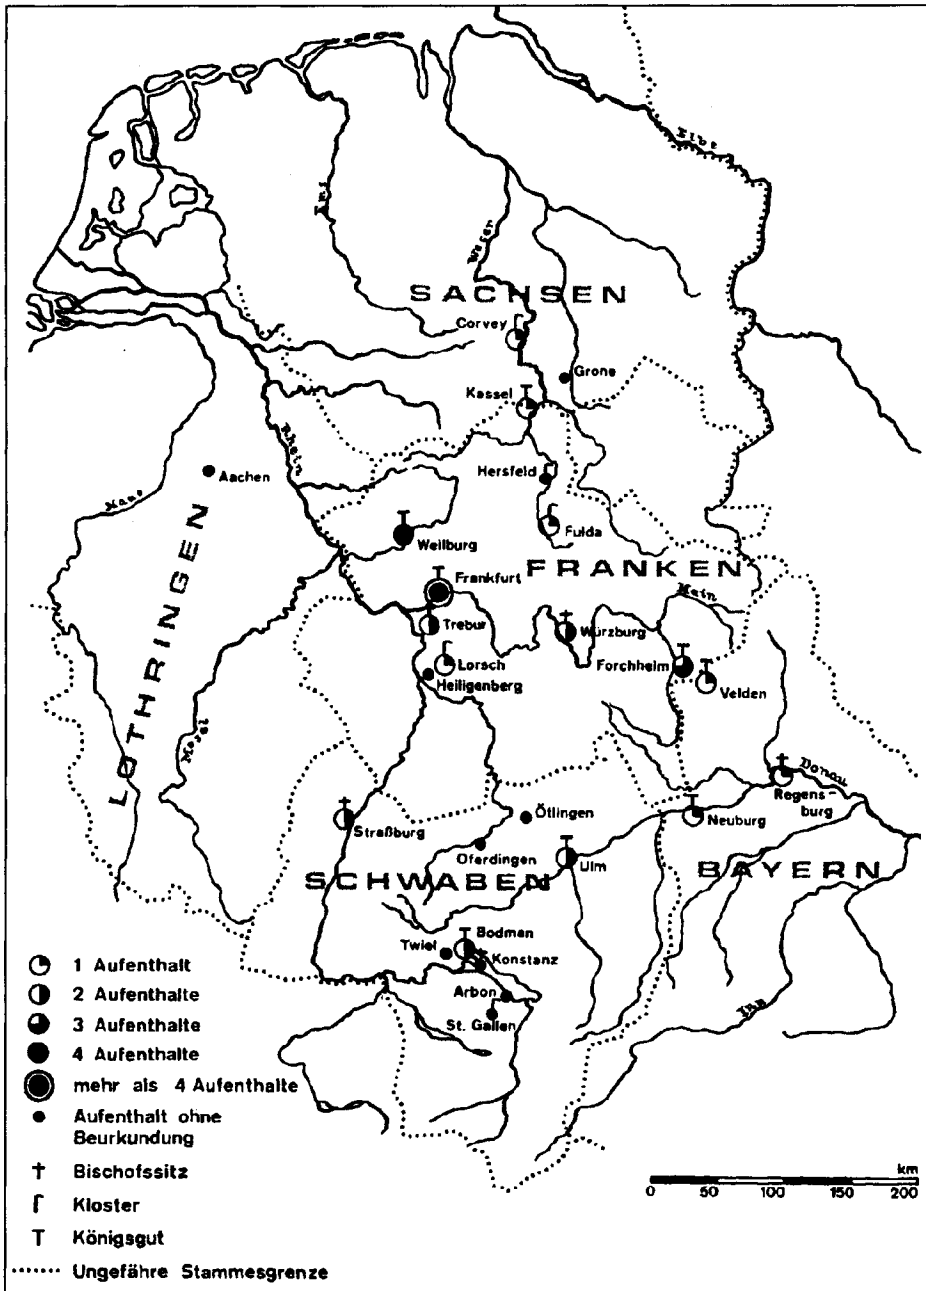 Elbe
Ems
Weser
SACHSEN
Corvey
Grone
Kassel
Rhein
Hersfeld
Aachen
Maas
Fulda
Weilburg
FRANKEN
Frankfurt
Main
LOTHRINGEN
Trebur
Würzburg
Lorsch
Forchheim
Heiligenberg
Velden
Mosel
Donau
Regens-
burg
Ötlingen
Neuburg
Straßburg
Oferdingen
Ulm
SCHWABEN
BAYERN
Bodman
Twiel
Konstanz
Arbon
St. Gallen
Inn
1 Aufenthalt
2 Aufenthalte
3 Aufenthalte
4 Aufenthalte
mehr als 4 Aufenthalte
Aufenthalt ohne
Beurkundung
Bischofssitz
Kloster
Königsgut
Ungefähre Stammesgrenze
km
0 50 100 150 200